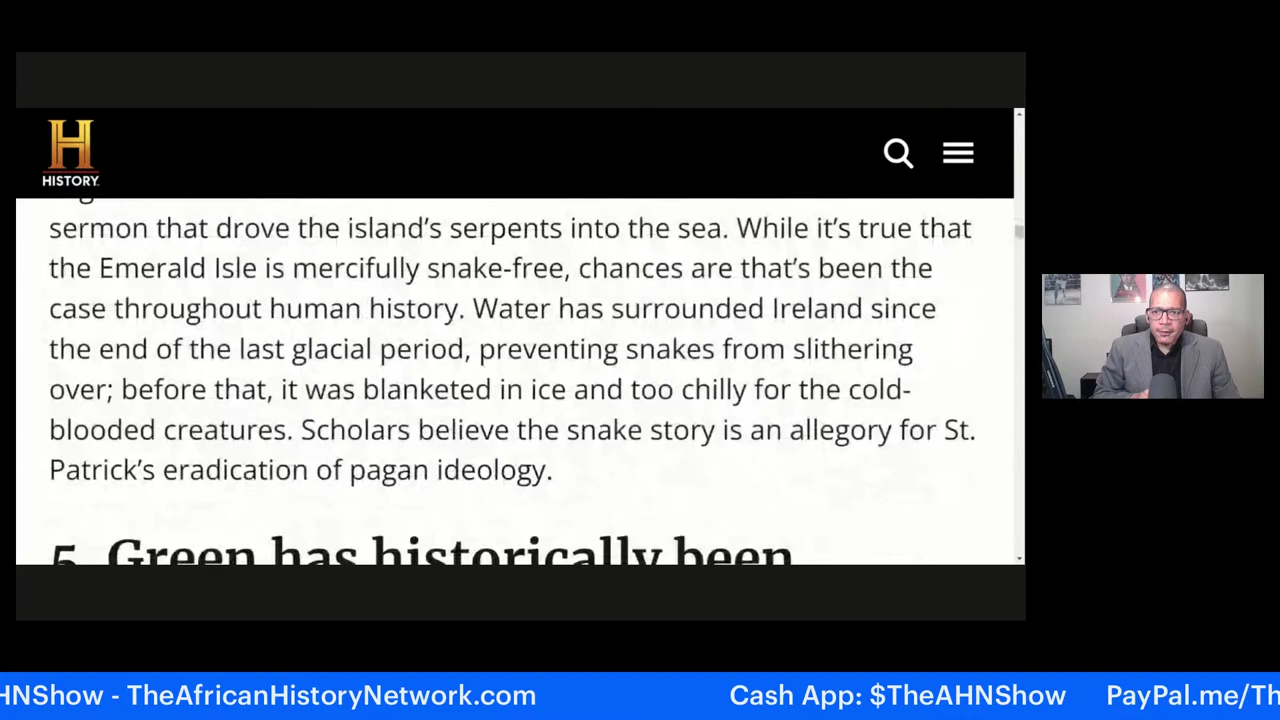 HISTORY.
sermon that drove the island's serpents into the sea. While it's true that
the Emerald Isle is mercifully snake-free, chances are that's been the
case throughout human history. Water has surrounded Ireland since
the end of the last glacial period, preventing snakes from slithering
over; before that, it was blanketed in ice and too chilly for the cold-
blooded creatures. Scholars believe the snake story is an allegory for St.
Patrick's eradication of pagan ideology.
5. Green has historically been
HNShow - TheAfricanHistoryNetwork.com Cash App: $TheAHNShow PayPal.me/Th